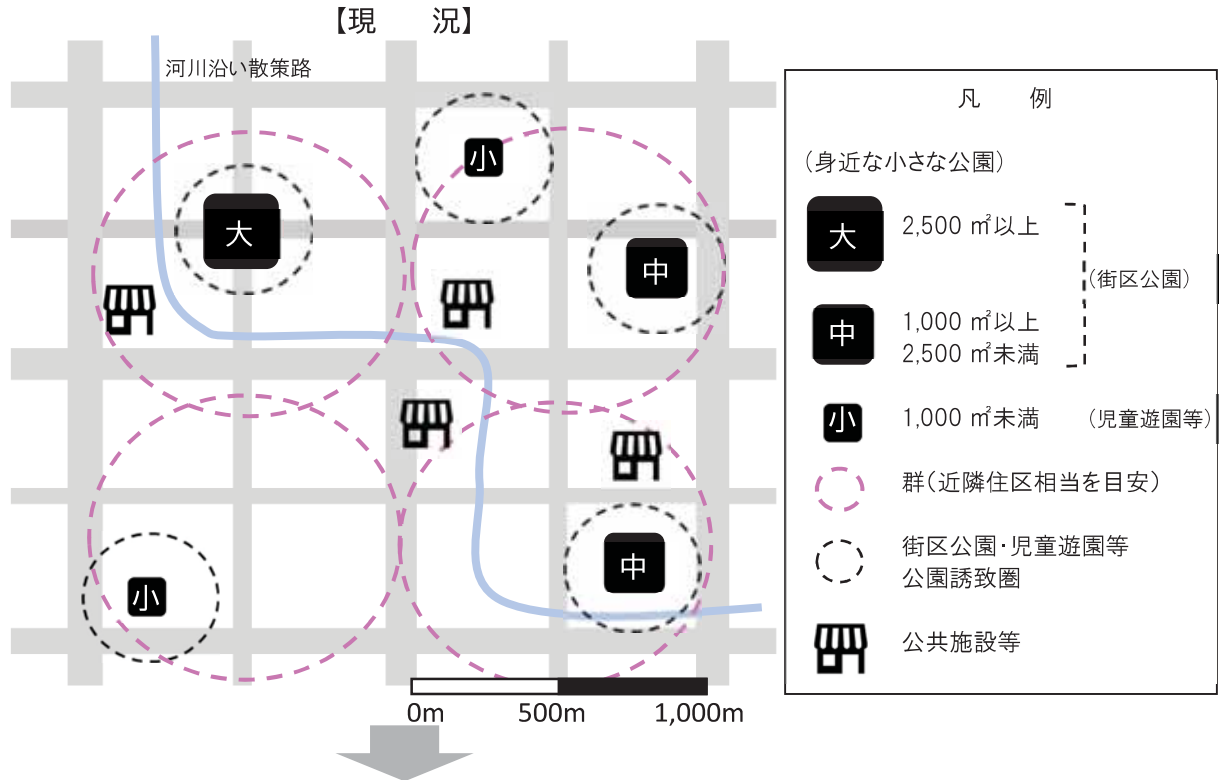 【現　　況】
河川沿い散策路
小
大
中
小
中
0m 500m 1,000m
凡　　例
（身近な小さな公園）
大 2,500 ㎡以上
（街区公園）
中 1,000 ㎡以上
2,500 ㎡未満
小 1,000 ㎡未満 （児童遊園等）
群（近隣住区相当を目安）
街区公園・児童遊園等
公園誘致圏
公共施設等